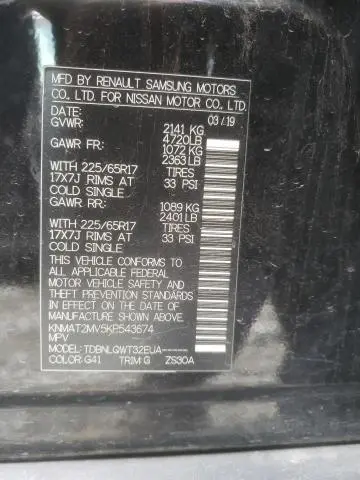 MFD BY RENAULT SAMSUNG MOTORS
CO., LTD. FOR NISSAN MOTOR CO., LTD.
DATE: 03/19
GVWR: 2141 KG
4720LB
GAWR FR: 1072 KG
2363LB
WITH 225/65R17 TIRES
17X7J RIMS AT 33 PSI
COLD SINGLE
GAWR RR: 1089 KG
2401LB
WITH 225/65R17 TIRES
17X7J RIMS AT 33 PSI
COLD SINGLE
THIS VEHICLE CONFORMS TO
ALL APPLICABLE FEDERAL
MOTOR VEHICLE SAFETY AND
THEFT PREVENTION STANDARDS
IN EFFECT ON THE DATE OF
MANUFACTURE SHOWN ABOVE.
KNMAT2MV5KP543674
MPV
MODEL: TDBNLGWT32EUA-----
COLOR: G41 TRIM: G ZS30A